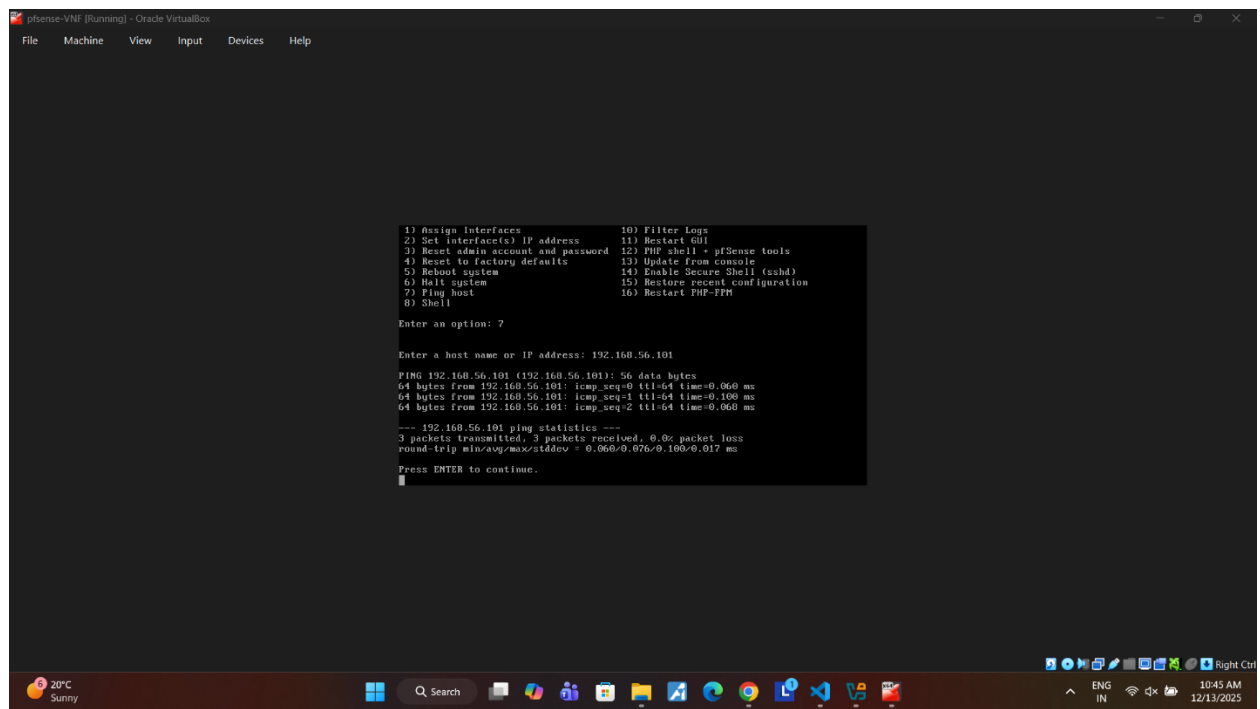 pfsense-VNF [Running] - Oracle VirtualBox
File Machine View Input Devices Help
1) Assign Interfaces 10) Filter Logs
2) Set interface(s) IP address 11) Restart GUI
3) Reset admin account and password 12) PHP shell + pfSense tools
4) Reset to factory defaults 13) Update from console
5) Reboot system 14) Enable Secure Shell (sshd)
6) Halt system 15) Restore recent configuration
7) Ping host 16) Restart PHP-FPM
8) Shell
Enter an option: 7
Enter a host name or IP address: 192.168.56.101
PING 192.168.56.101 (192.168.56.101): 56 data bytes
64 bytes from 192.168.56.101: icmp_seq=0 ttl=64 time=0.060 ms
64 bytes from 192.168.56.101: icmp_seq=1 ttl=64 time=0.100 ms
64 bytes from 192.168.56.101: icmp_seq=2 ttl=64 time=0.068 ms
--- 192.168.56.101 ping statistics ---
3 packets transmitted, 3 packets received, 0.0% packet loss
round-trip min/avg/max/stddev = 0.060/0.076/0.100/0.017 ms
Press ENTER to continue.
Right Ctrl
6 20°C
Sunny
Search
L 1
ENG
IN
10:45 AM
12/13/2025